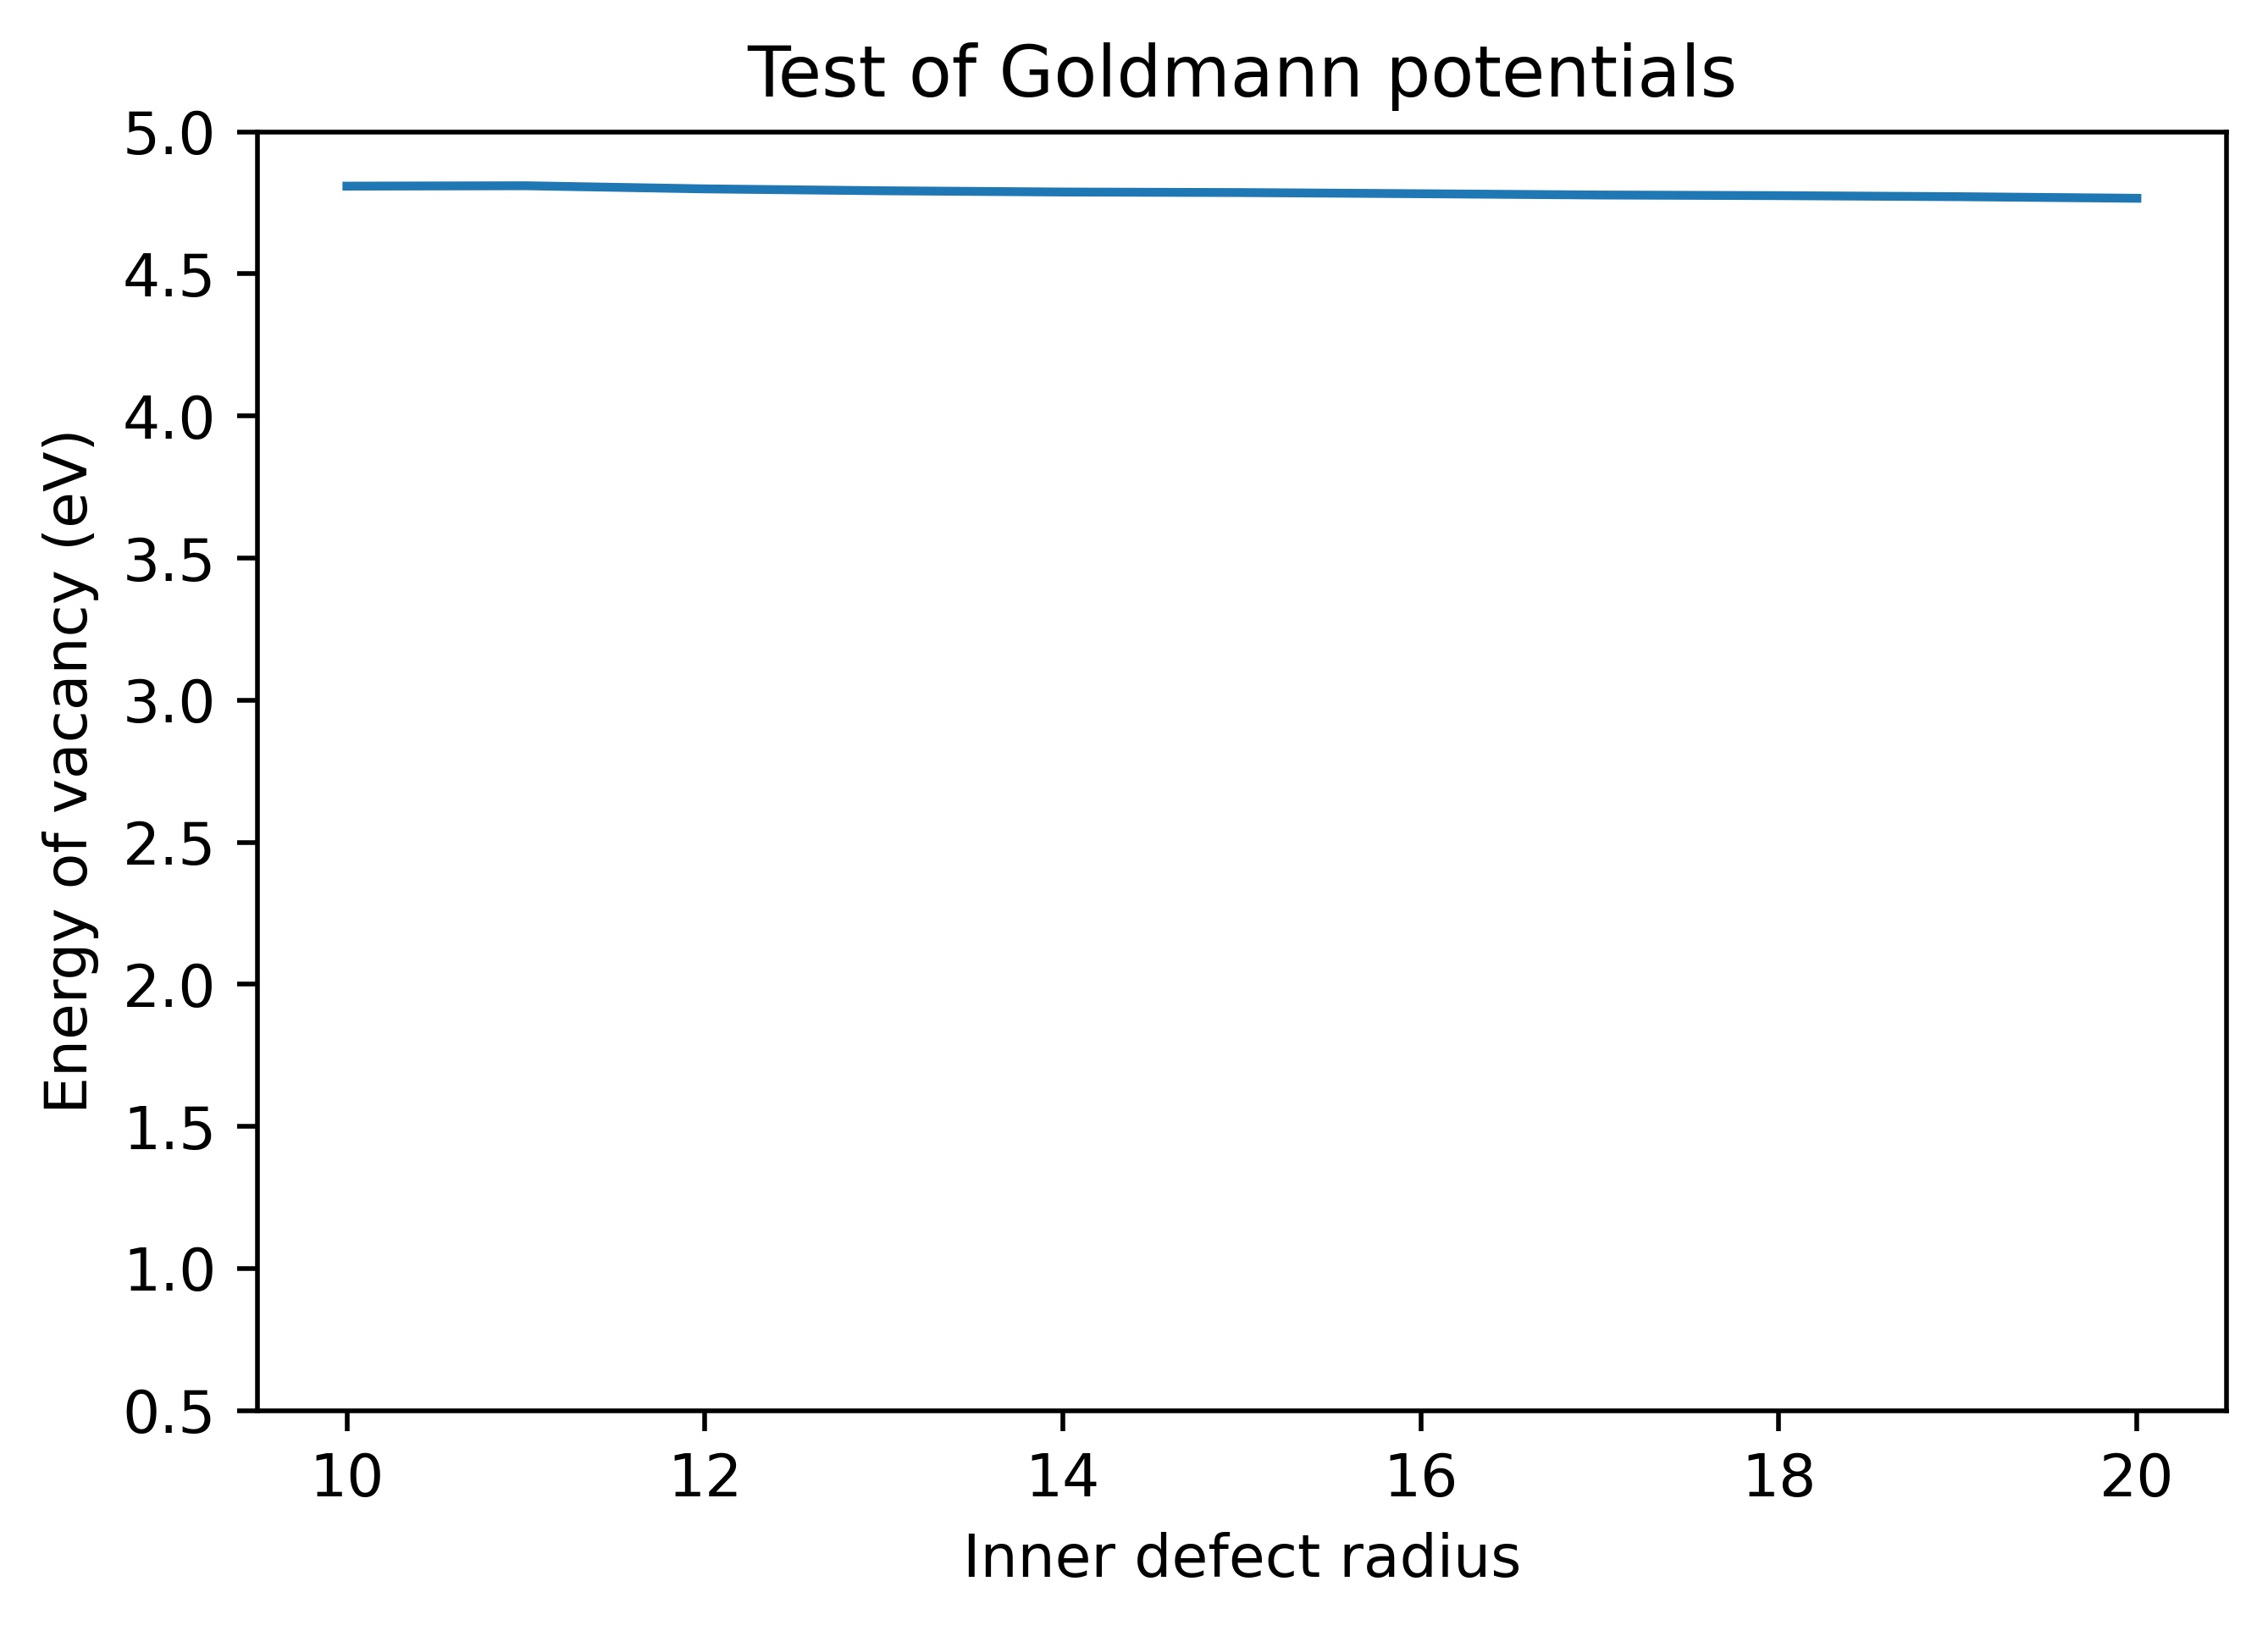 Test of Goldmann potentials
Energy of vacancy (eV)
5.0
4.5
4.0
3.5
3.0
2.5
2.0
1.5
1.0
0.5
10 12 14 16 18 20
Inner defect radius